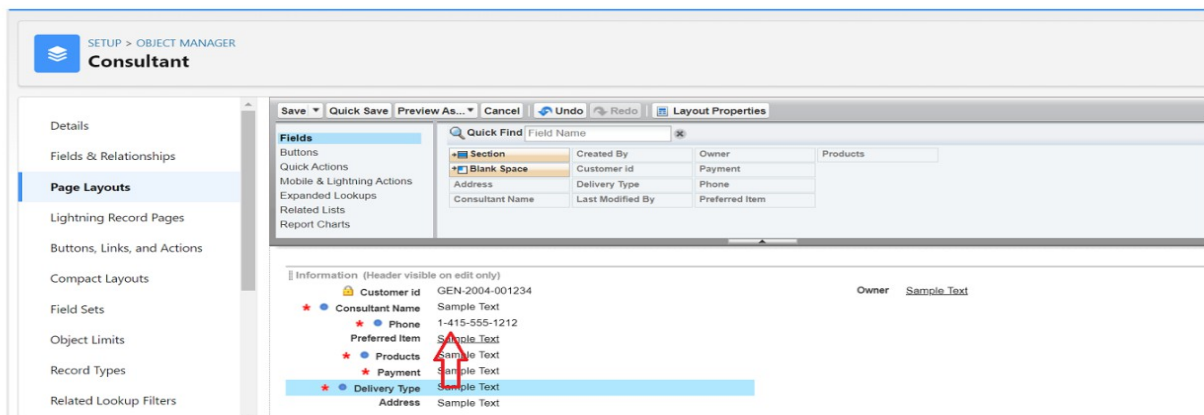 SETUP > OBJECT MANAGER
Consultant
Details
Fields & Relationships
Page Layouts
Lightning Record Pages
Buttons, Links, and Actions
Compact Layouts
Field Sets
Object Limits
Record Types
Related Lookup Filters
Save Quick Save Preview As... Cancel Undo Redo Layout Properties
Fields
Buttons
Quick Actions
Mobile & Lightning Actions
Expanded Lookups
Related Lists
Report Charts
Quick Find Field Name
Section Created By Owner Products
Blank Space Customer id Payment
Address Delivery Type Phone
Consultant Name Last Modified By Preferred Item
Information (Header visible on edit only)
Customer id GEN-2004-001234 Owner Sample Text
* Consultant Name Sample Text
* Phone 1-415-555-1212
Preferred Item Sample Text
* Products Sample Text
* Payment Sample Text
* Delivery Type Sample Text
Address Sample Text